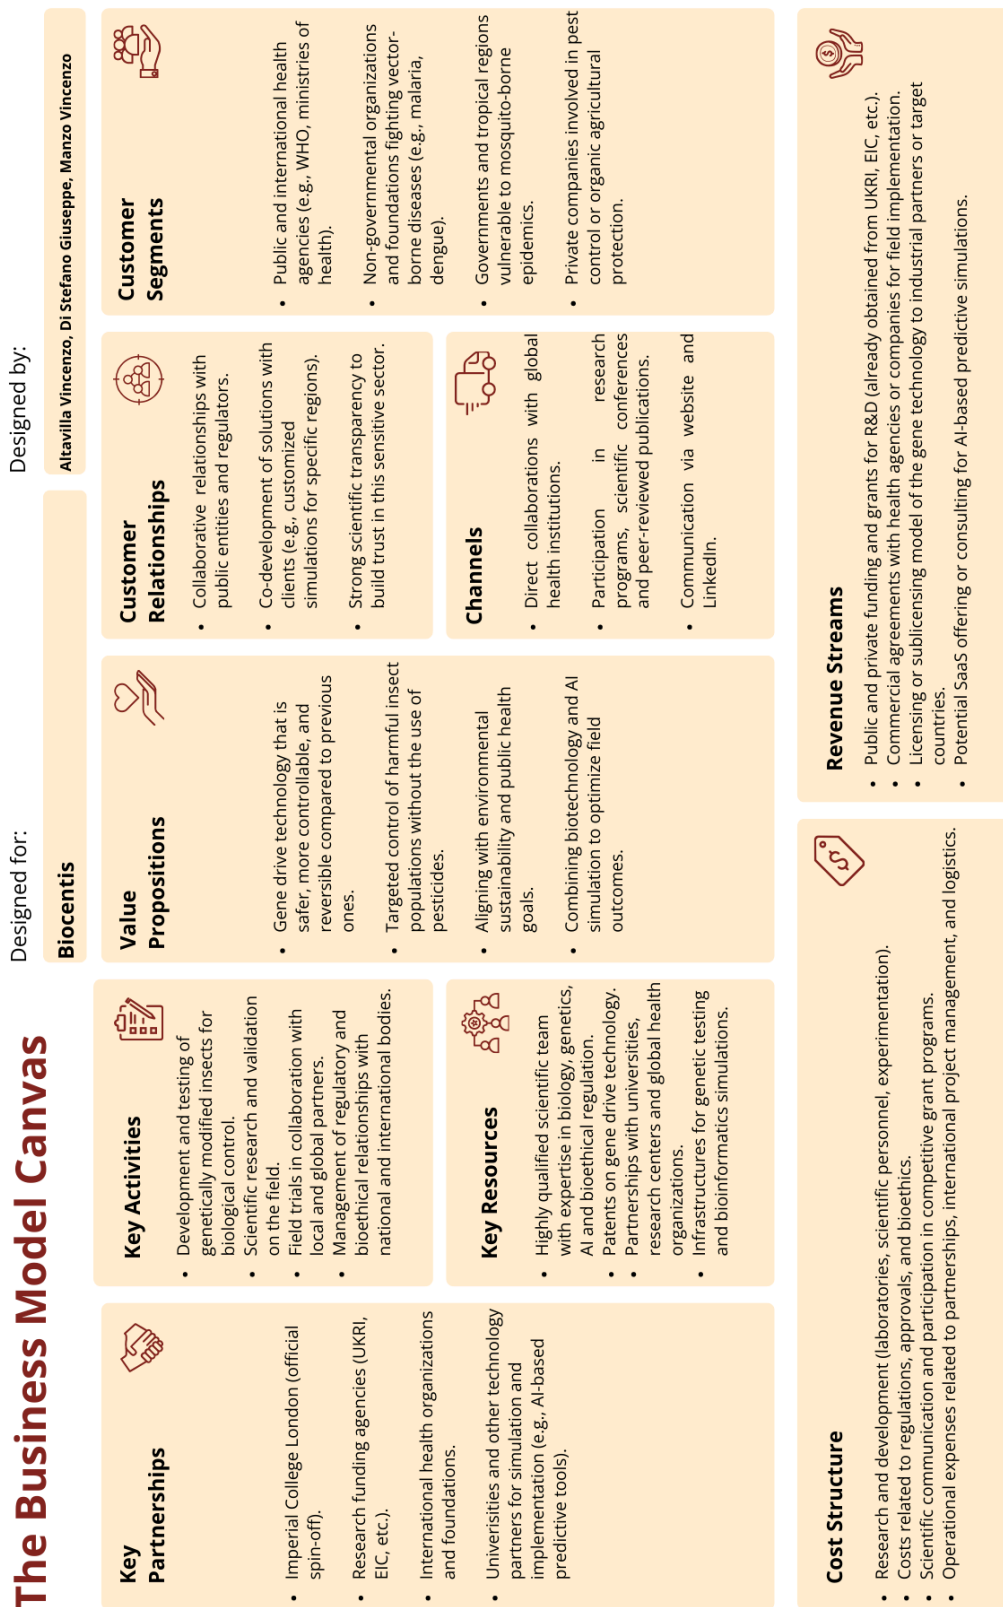 The Business Model Canvas
Designed for:
Biocentis
Designed by:
Altavilla Vincenzo, Di Stefano Giuseppe, Manzo Vincenzo
Key
Partnerships
• Imperial College London (official
spin-off).
• Research funding agencies (UKRI,
EIC, etc.).
• International health organizations
and foundations.
• Univerisities and other technology
partners for simulation and
implementation (e.g., AI-based
predictive tools).
Key Activities
• Development and testing of
genetically modified insects for
biological control.
• Scientific research and validation
on the field.
• Field trials in collaboration with
local and global partners.
• Management of regulatory and
bioethical relationships with
national and international bodies.
Key Resources
• Highly qualified scientific team
with expertise in biology, genetics,
AI and bioethical regulation.
• Patents on gene drive technology.
• Partnerships with universities,
research centers and global health
organizations.
• Infrastructures for genetic testing
and bioinformatics simulations.
Value
Propositions
• Gene drive technology that is
safer, more controllable, and
reversible compared to previous
ones.
• Targeted control of harmful insect
populations without the use of
pesticides.
• Aligning with environmental
sustainability and public health
goals.
• Combining biotechnology and AI
simulation to optimize field
outcomes.
Customer
Relationships
• Collaborative relationships with
public entities and regulators.
• Co-development of solutions with
clients (e.g., customized
simulations for specific regions).
• Strong scientific transparency to
build trust in this sensitive sector.
Channels
• Direct collaborations with global
health institutions.
• Participation in research
programs, scientific conferences
and peer-reviewed publications.
• Communication via website and
LinkedIn.
Customer
Segments
• Public and international health
agencies (e.g., WHO, ministries of
health).
• Non-governmental organizations
and foundations fighting vector-
borne diseases (e.g., malaria,
dengue).
• Governments and tropical regions
vulnerable to mosquito-borne
epidemics.
• Private companies involved in pest
control or organic agricultural
protection.
Cost Structure
• Research and development (laboratories, scientific personnel, experimentation).
• Costs related to regulations, approvals, and bioethics.
• Scientific communication and participation in competitive grant programs.
• Operational expenses related to partnerships, international project management, and logistics.
Revenue Streams
• Public and private funding and grants for R&D (already obtained from UKRI, EIC, etc.).
• Commercial agreements with health agencies or companies for field implementation.
• Licensing or sublicensing model of the gene technology to industrial partners or target
countries.
• Potential SaaS offering or consulting for AI-based predictive simulations.